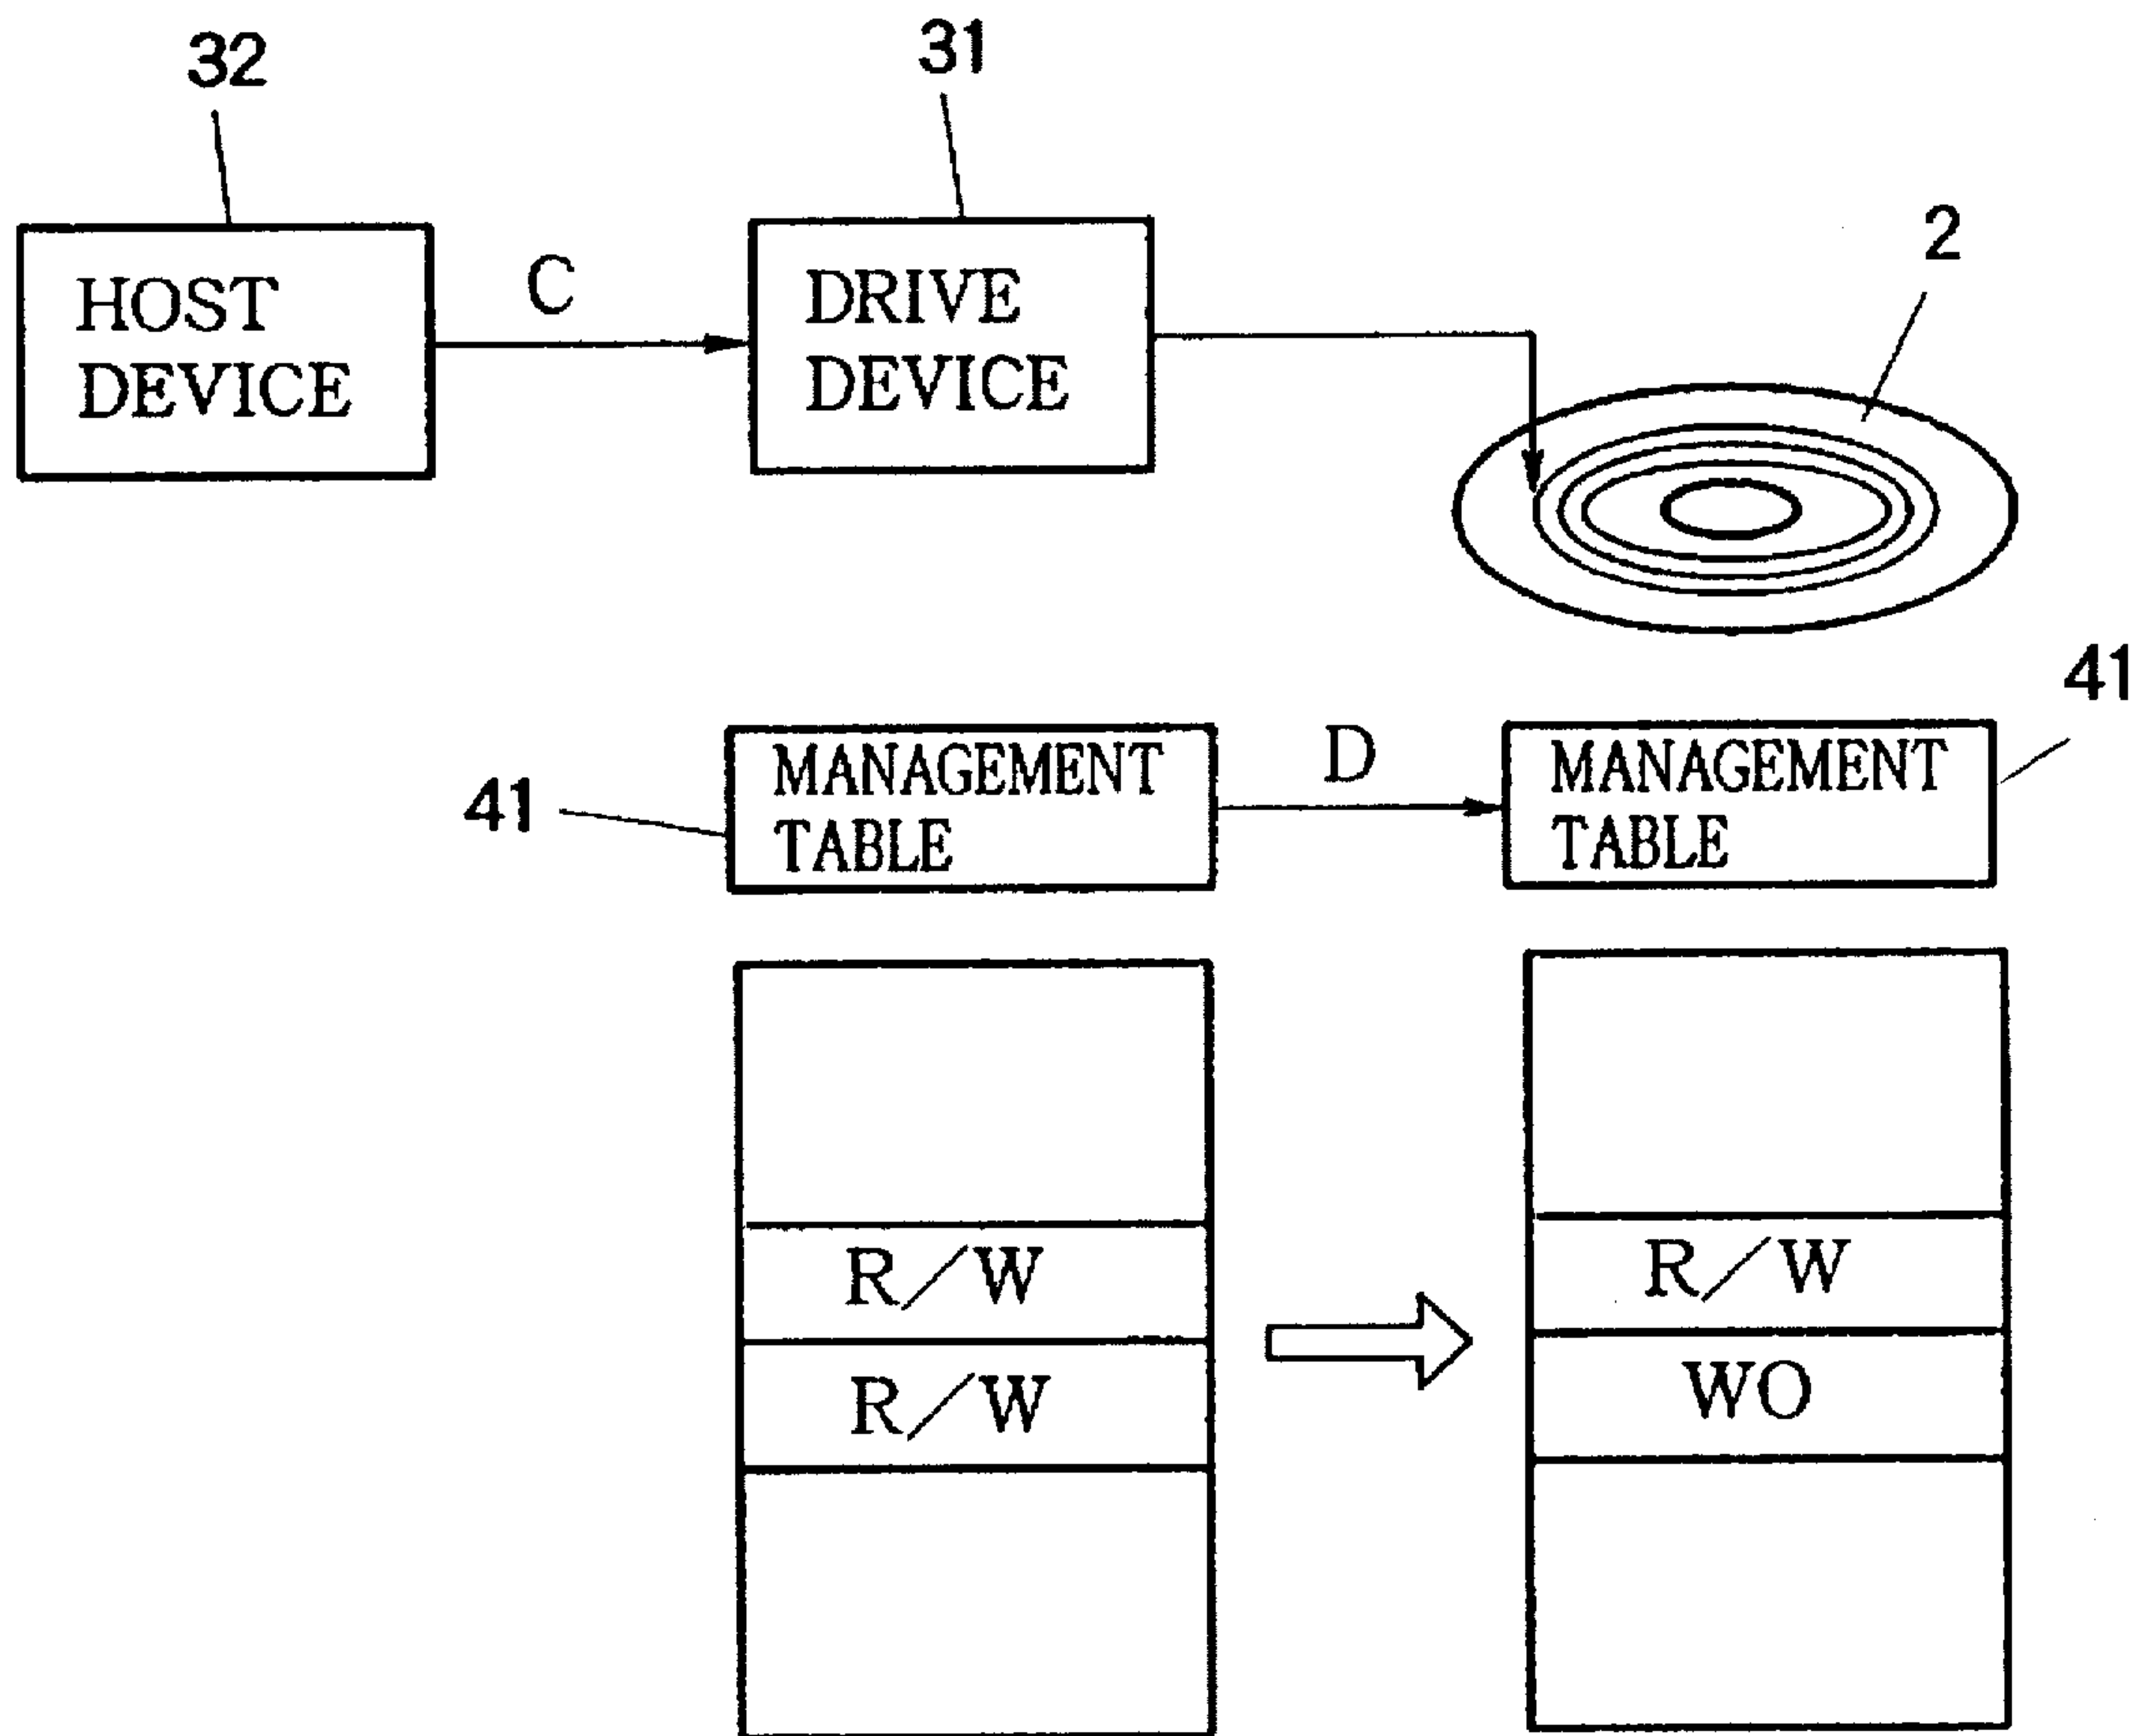 32
31
2
HOST
DEVICE
C
DRIVE
DEVICE
41
MANAGEMENT
TABLE
D
MANAGEMENT
TABLE
41
R/W
R/W
R/W
WO